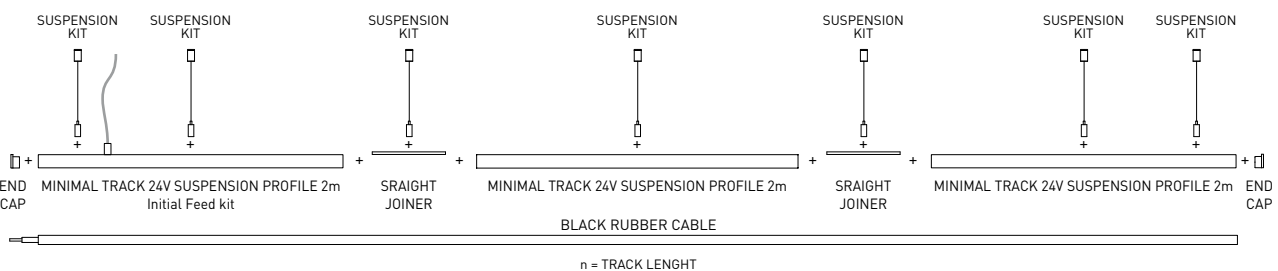 SUSPENSION
KIT
SUSPENSION
KIT
SUSPENSION
KIT
SUSPENSION
KIT
SUSPENSION
KIT
SUSPENSION
KIT
SUSPENSION
KIT
+
+
+
+
+
+
+
+
+
+
+
+
+
END
CAP
MINIMAL TRACK 24V SUSPENSION PROFILE 2m
Initial Feed kit
SRAIGHT
JOINER
MINIMAL TRACK 24V SUSPENSION PROFILE 2m
SRAIGHT
JOINER
MINIMAL TRACK 24V SUSPENSION PROFILE 2m
END
CAP
BLACK RUBBER CABLE
n = TRACK LENGHT